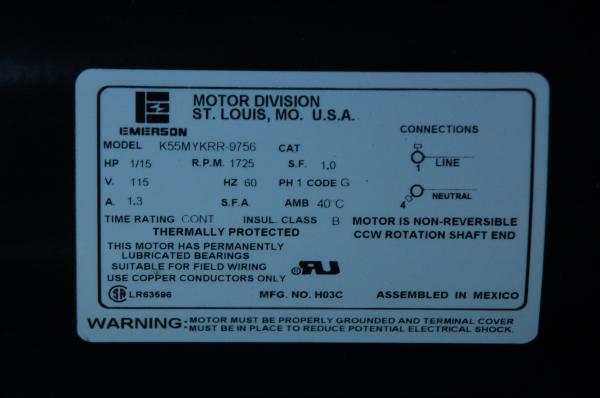 MOTOR DIVISION
ST. LOUIS, MO. U.S.A.
EMERSON
MODEL K55MYKRR-9756 CAT
HP 1/15 R.P.M. 1725 S.F. 1.0
V. 115 HZ 60 PH 1 CODE G
A. 1.3 S.F.A. AMB 40°C
TIME RATING CONT INSUL. CLASS B
THERMALLY PROTECTED
THIS MOTOR HAS PERMANENTLY
LUBRICATED BEARINGS
SUITABLE FOR FIELD WIRING
USE COPPER CONDUCTORS ONLY
CONNECTIONS
1 LINE
4 NEUTRAL
MOTOR IS NON-REVERSIBLE
CCW ROTATION SHAFT END
LR63596 MFG. NO. H03C ASSEMBLED IN MEXICO
WARNING: MOTOR MUST BE PROPERLY GROUNDED AND TERMINAL COVER
MUST BE IN PLACE TO REDUCE POTENTIAL ELECTRICAL SHOCK.